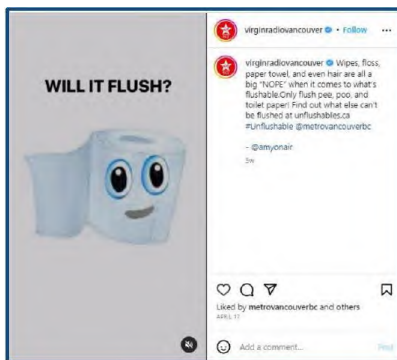 virginradiovancouver • Follow •••
WILL IT FLUSH?
virginradiovancouver Wipes, floss,
paper towel, and even hair are all a
big "NOPE" when it comes to what's
flushable.Only flush pee, poo, and
toilet paper! Find out what else can't
be flushed at unflushables.ca
#Unflushable @metrovancouverbc
- @amyonair
5w
Liked by metrovancouverbc and others
APRIL 17
Add a comment...